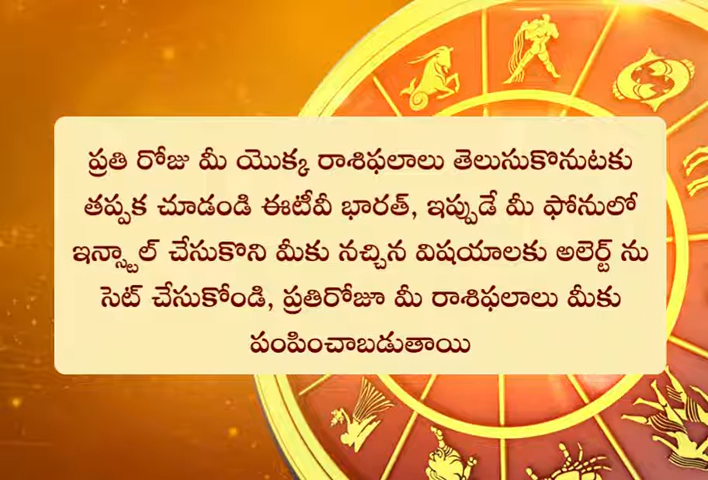 ప్రతి రోజు మీ యొక్క రాశిఫలాలు తెలుసుకొనుటకు
తప్పక చూడండి ఈటీవీ భారత్, ఇప్పుడే మీ ఫోనులో
ఇన్స్టాల్ చేసుకొని మీకు నచ్చిన విషయాలకు అలెర్ట్ ను
సెట్ చేసుకోండి, ప్రతిరోజూ మీ రాశిఫలాలు మీకు
పంపించాబడుతాయి